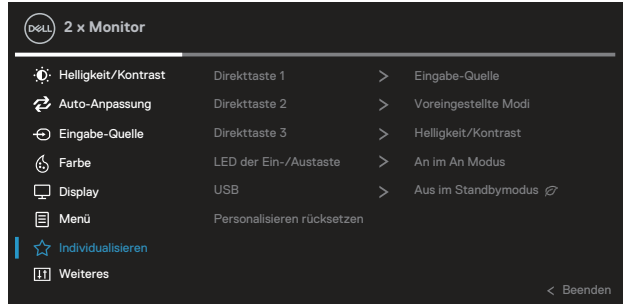 DELL 2 x Monitor
Helligkeit/Kontrast Direkttaste 1 > Eingabe-Quelle
Auto-Anpassung Direkttaste 2 > Voreingestellte Modi
Eingabe-Quelle Direkttaste 3 > Helligkeit/Kontrast
Farbe LED der Ein-/Austaste > An im An Modus
Display USB > Aus im Standbymodus
Menü Personalisieren rücksetzen
Individualisieren
Weiteres
< Beenden